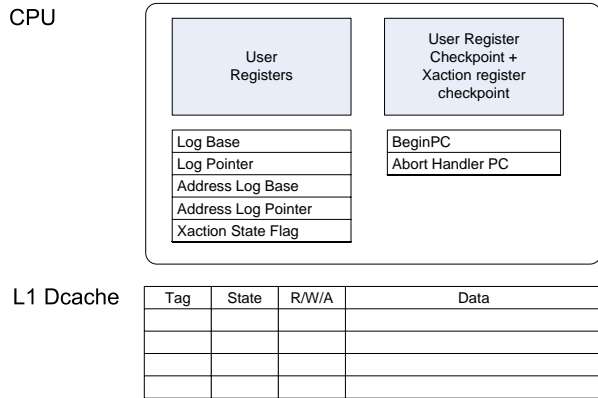 CPU
User
Registers
User Register
Checkpoint +
Xaction register
checkpoint
Log Base
Log Pointer
Address Log Base
Address Log Pointer
Xaction State Flag
BeginPC
Abort Handler PC
L1 Dcache
Tag State R/W/A Data